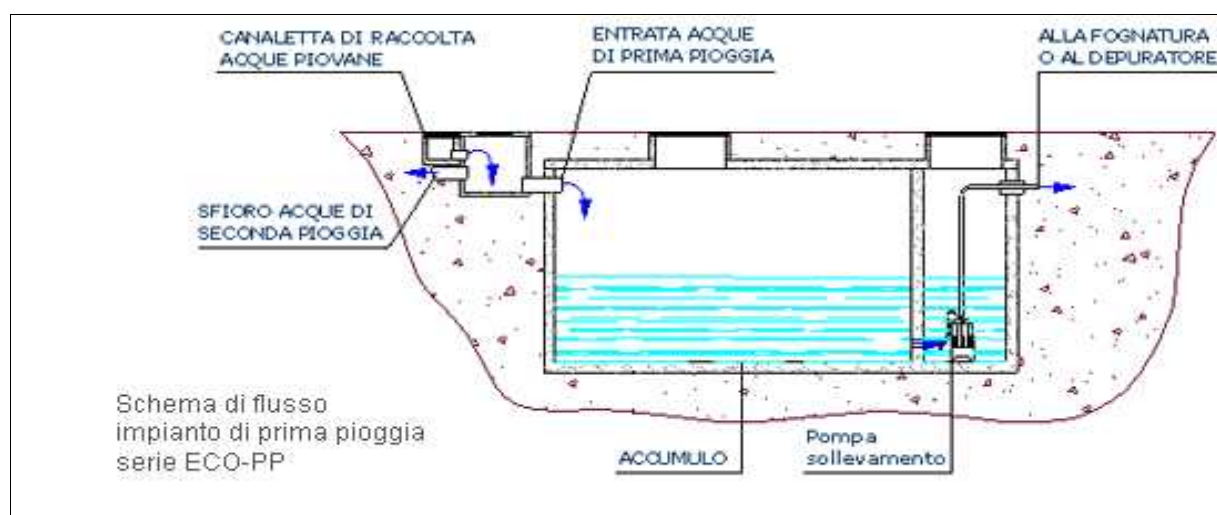 CANALETTA DI RACCOLTA
ACQUE PIOVANE
ENTRATA ACQUE
DI PRIMA PIOGGIA
ALLA FOGNATURA
O AL DEPURATORE
SFIORO ACQUE DI
SECONDA PIOGGIA
Schema di flusso
impianto di prima pioggia
serie ECO-PP
ACCUMULO
Pompa
sollevamento